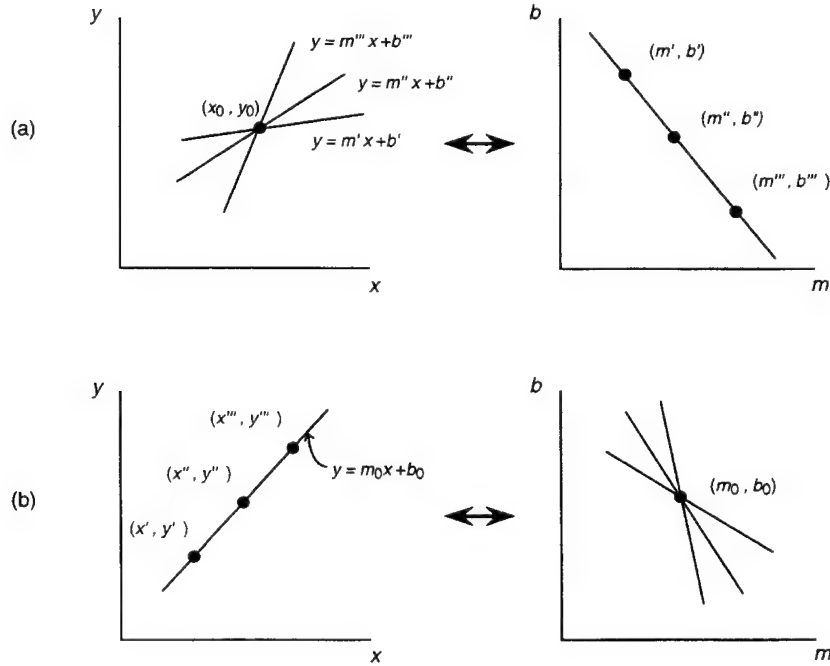 y
y = m''' x + b'''
y = m'' x + b''
(x₀ , y₀)
y = m' x + b'
x
(a)
b
(m' , b')
(m'' , b'')
(m''' , b''' )
m
y
(x''' , y''' )
(x'' , y'' )
y = m₀x + b₀
(x' , y' )
x
(b)
b
(m₀ , b₀)
m